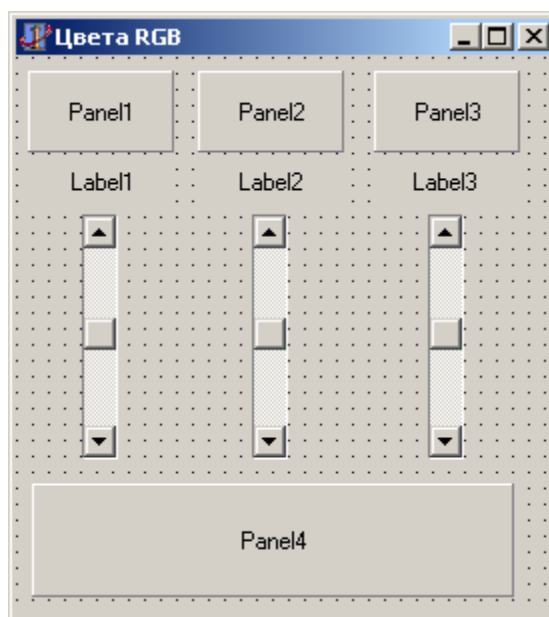 Цвета RGB
Panel1 Panel2 Panel3
Label1 Label2 Label3
Panel4